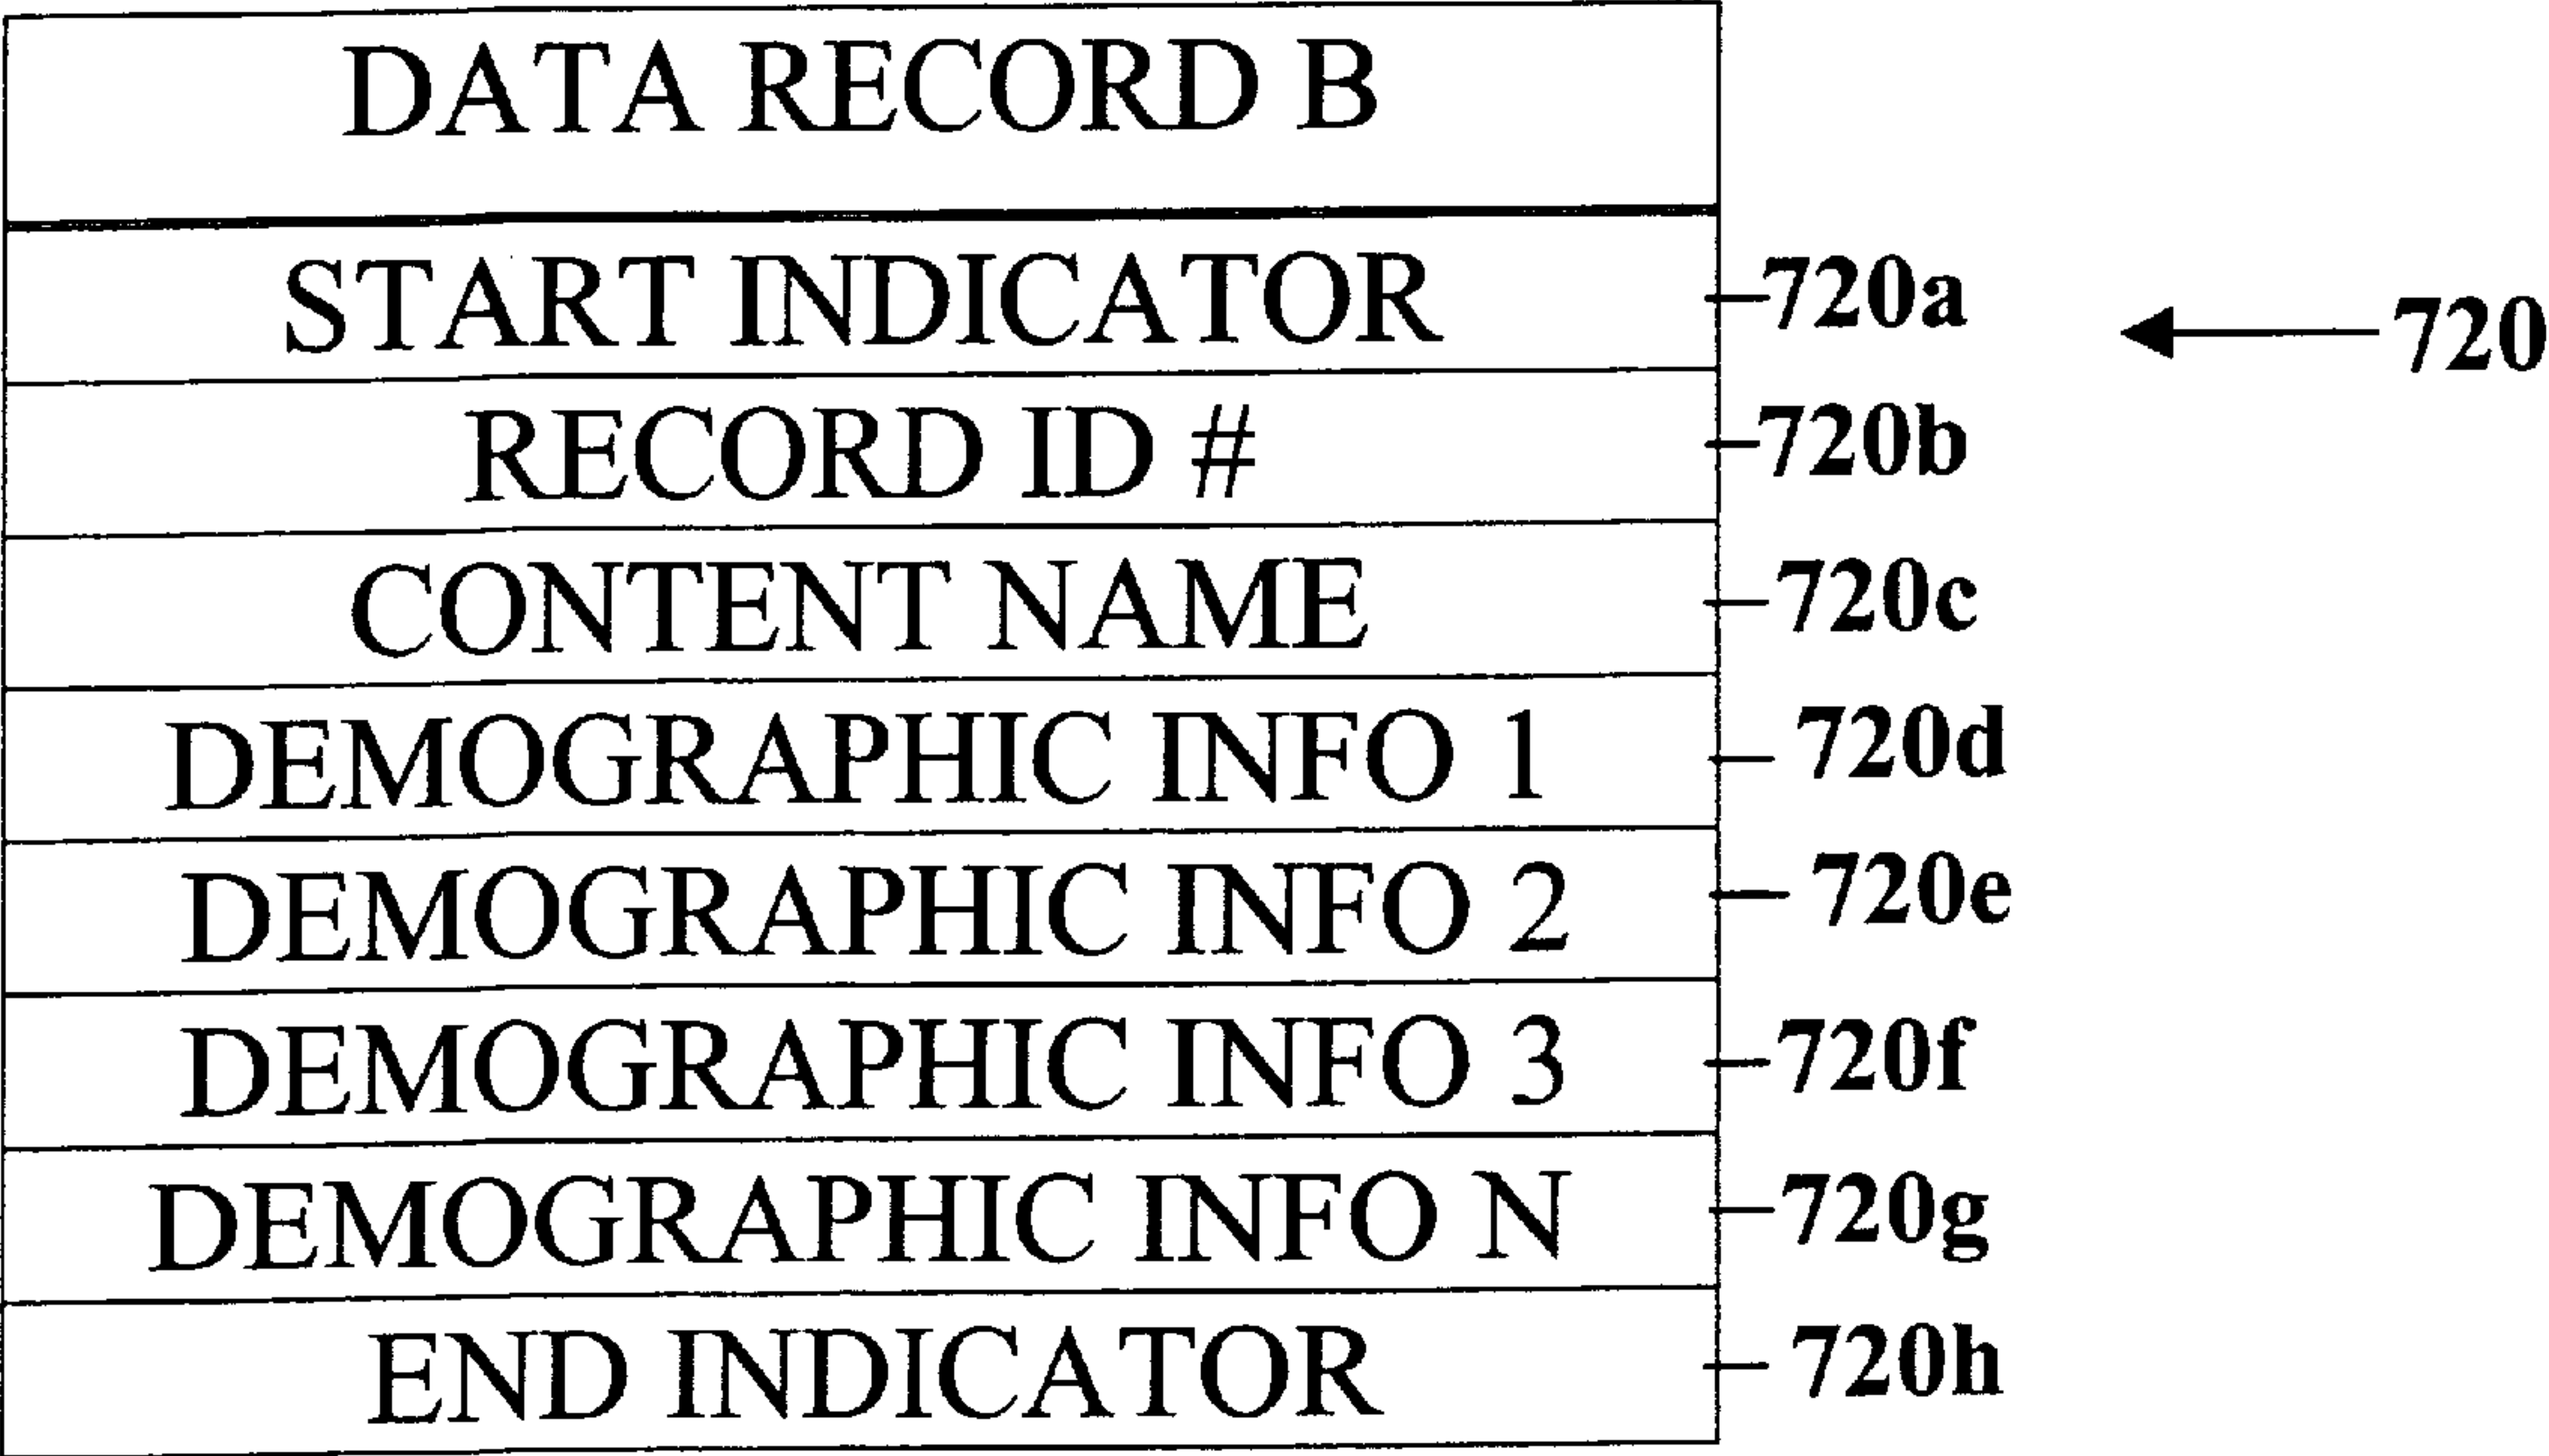 DATA RECORD B
START INDICATOR 720a
720
RECORD ID # 720b
CONTENT NAME 720c
DEMOGRAPHIC INFO 1 720d
DEMOGRAPHIC INFO 2 720e
DEMOGRAPHIC INFO 3 720f
DEMOGRAPHIC INFO N 720g
END INDICATOR 720h